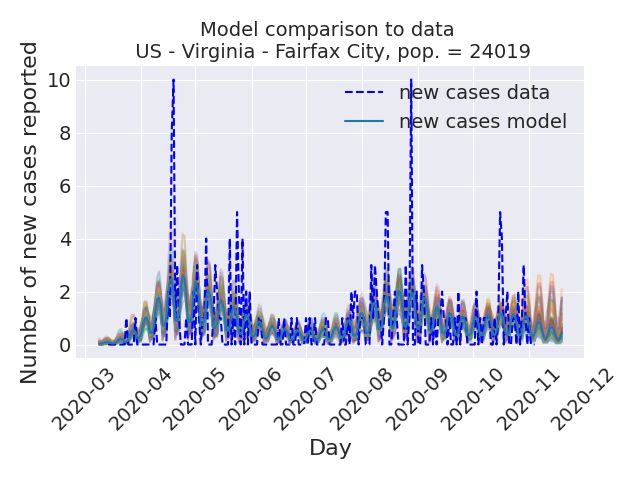 Model comparison to data
US - Virginia - Fairfax City, pop. = 24019
Number of new cases reported
10
8
6
4
2
0
new cases data
new cases model
2020-03
2020-04
2020-05
2020-06
2020-07
2020-08
2020-09
2020-10
2020-11
2020-12
Day